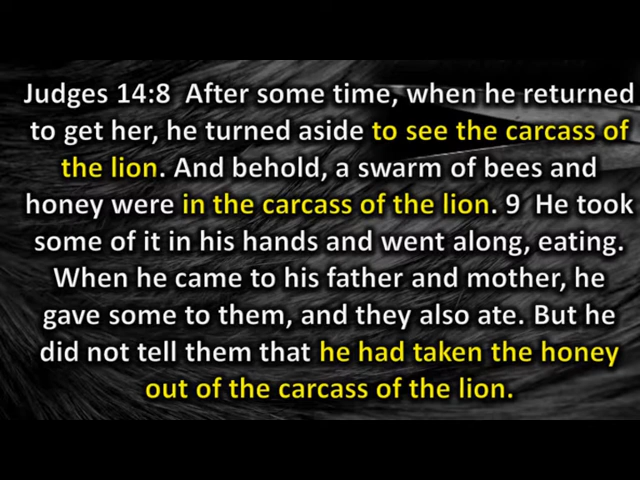 Judges 14:8  After some time, when he returned
to get her, he turned aside to see the carcass of
the lion. And behold, a swarm of bees and
honey were in the carcass of the lion. 9  He took
some of it in his hands and went along, eating.
When he came to his father and mother, he
gave some to them, and they also ate. But he
did not tell them that he had taken the honey
out of the carcass of the lion.